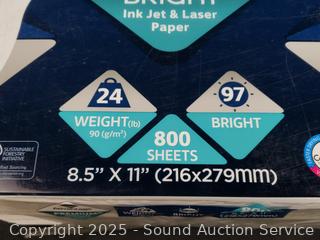 BRIGHT
Ink Jet & Laser
Paper
24
WEIGHT(lb)
90 (g/m²)
97
BRIGHT
800
SHEETS
SUSTAINABLE
FORESTRY
INITIATIVE
8.5” X 11” (216x279mm)
Copyright 2025 - Sound Auction Service